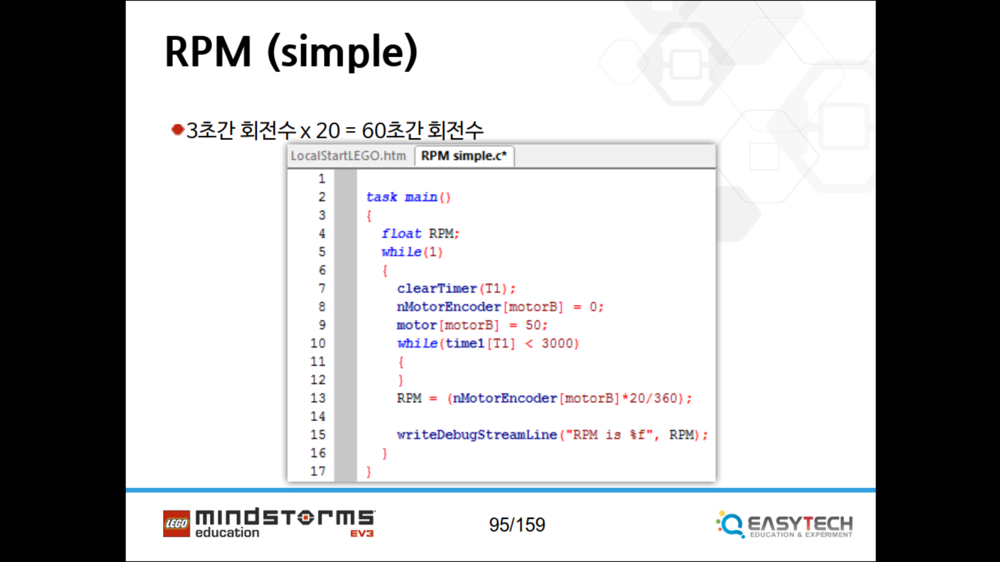 RPM (simple)
3초간 회전수 x 20 = 60초간 회전수
LocalStartLEGO.htm RPM simple.c*
1
2 task main()
3 {
4 float RPM;
5 while(1)
6 {
7 clearTimer(T1);
8 nMotorEncoder[motorB] = 0;
9 motor[motorB] = 50;
10 while(time1[T1] < 3000)
11 {
12 }
13 RPM = (nMotorEncoder[motorB]*20/360);
14
15 writeDebugStreamLine("RPM is %f", RPM);
16 }
17 }
LEGO mindstorms
education EV3
95/159
EASYTECH
EDUCATION & EXPERIMENT